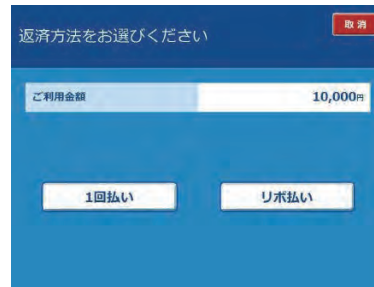 返済方法をお選びください
取消
ご利用金額
10,000円
1回払い
リボ払い